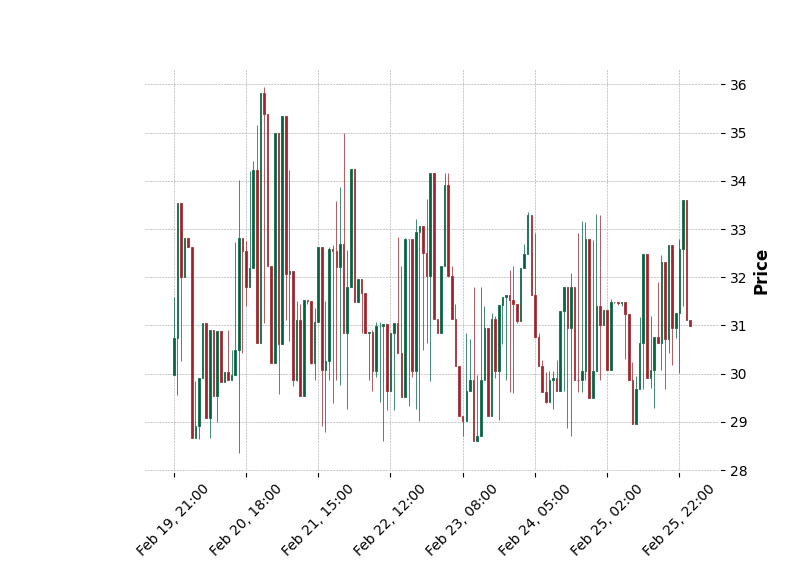 36
35
34
33
32
31
30
29
28
Price
Feb 19, 21:00
Feb 20, 18:00
Feb 21, 15:00
Feb 22, 12:00
Feb 23, 08:00
Feb 24, 05:00
Feb 25, 02:00
Feb 25, 22:00